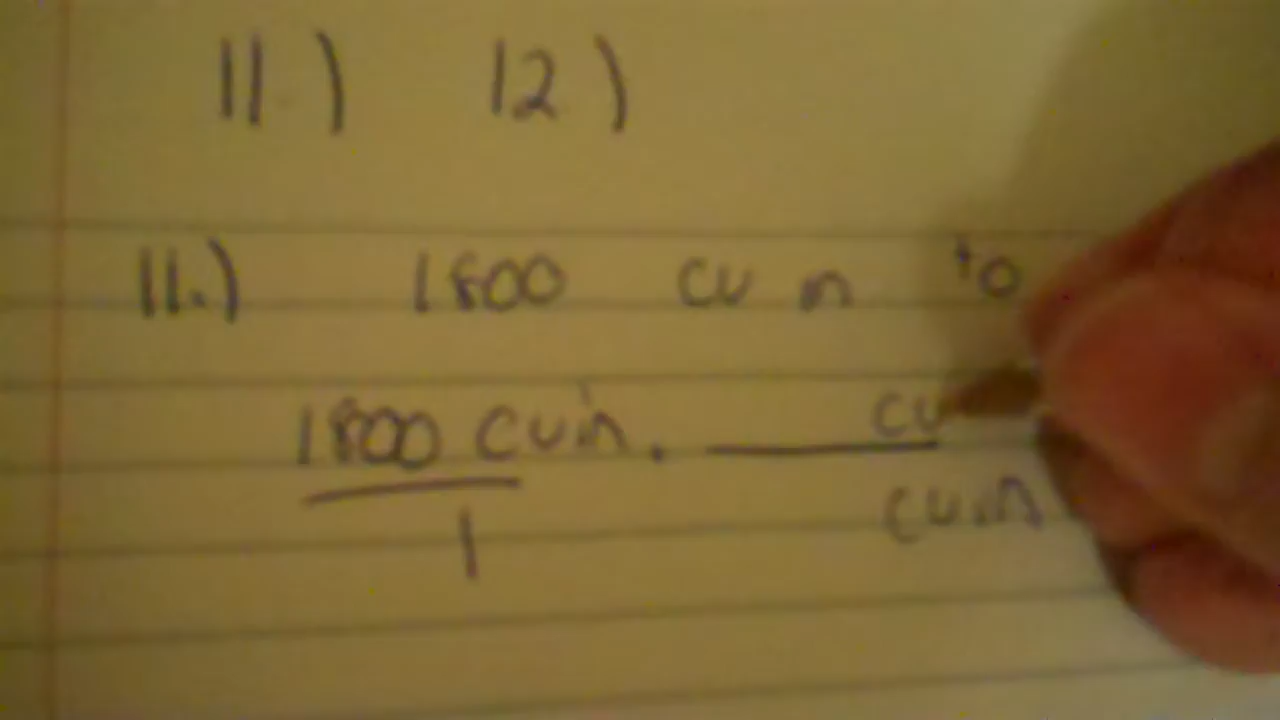 11.) 12.)
11.) 1800 cu in to
1800 cu in . cu
1 cu in